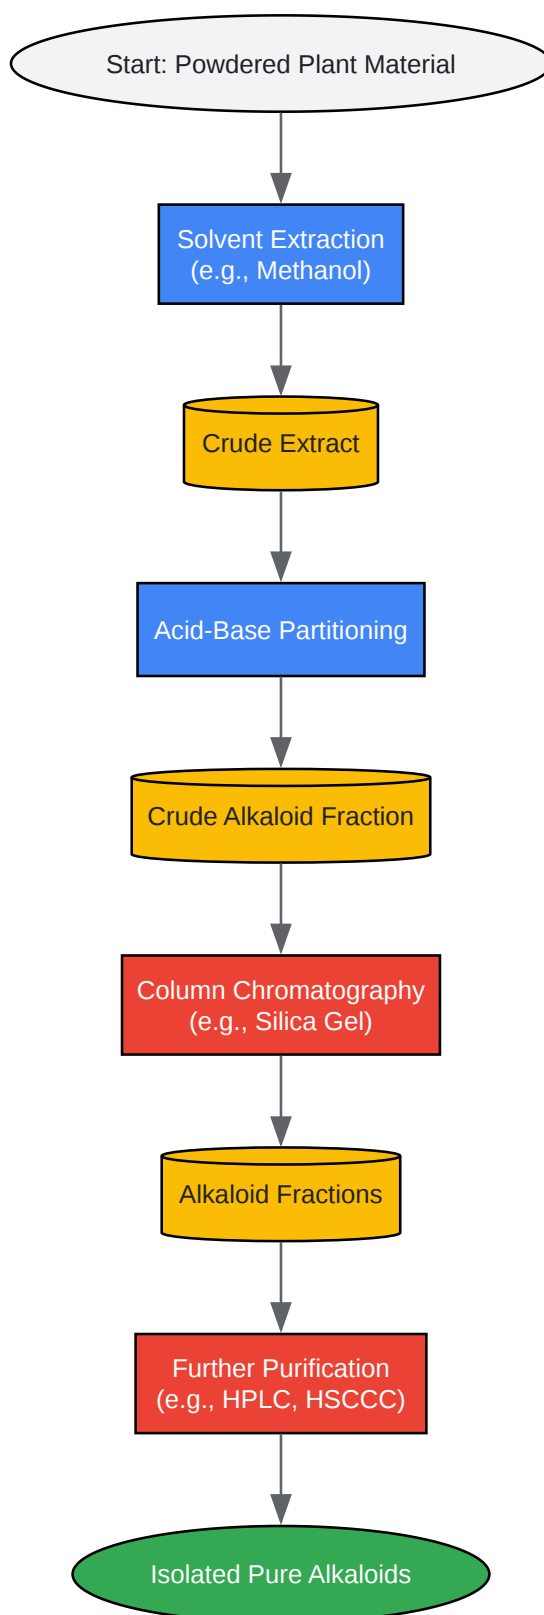 Start: Powdered Plant Material
Solvent Extraction
(e.g., Methanol)
Crude Extract
Acid-Base Partitioning
Crude Alkaloid Fraction
Column Chromatography
(e.g., Silica Gel)
Alkaloid Fractions
Further Purification
(e.g., HPLC, HSCCC)
Isolated Pure Alkaloids